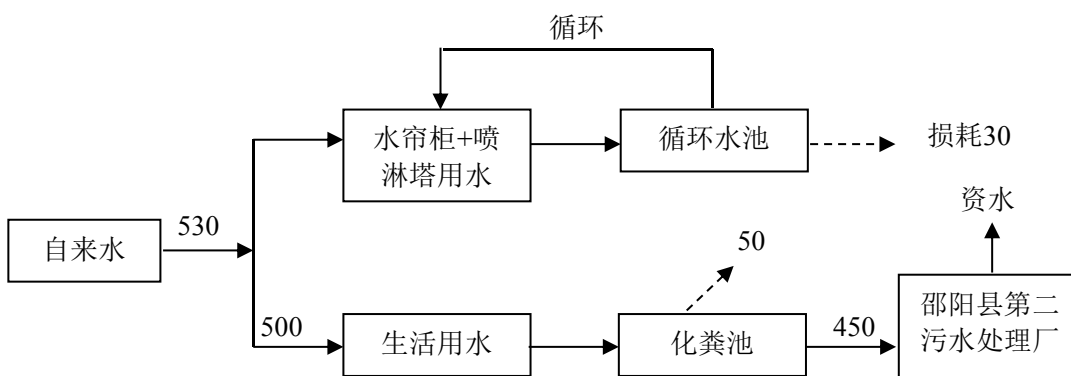 循环
水帘柜+喷
淋塔用水
循环水池
损耗30
资水
自来水
530
50
500
生活用水
化粪池
450
邵阳县第二
污水处理厂